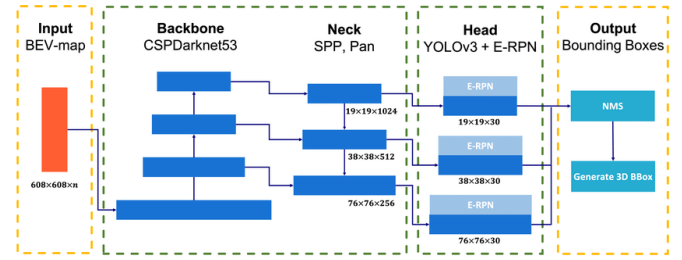 Input
BEV-map
608×608×n
Backbone
CSPDarknet53
Neck
SPP, Pan
19×19×1024
38×38×512
76×76×256
Head
YOLOv3 + E-RPN
E-RPN
19×19×30
E-RPN
38×38×30
E-RPN
76×76×30
Output
Bounding Boxes
NMS
Generate 3D BBox